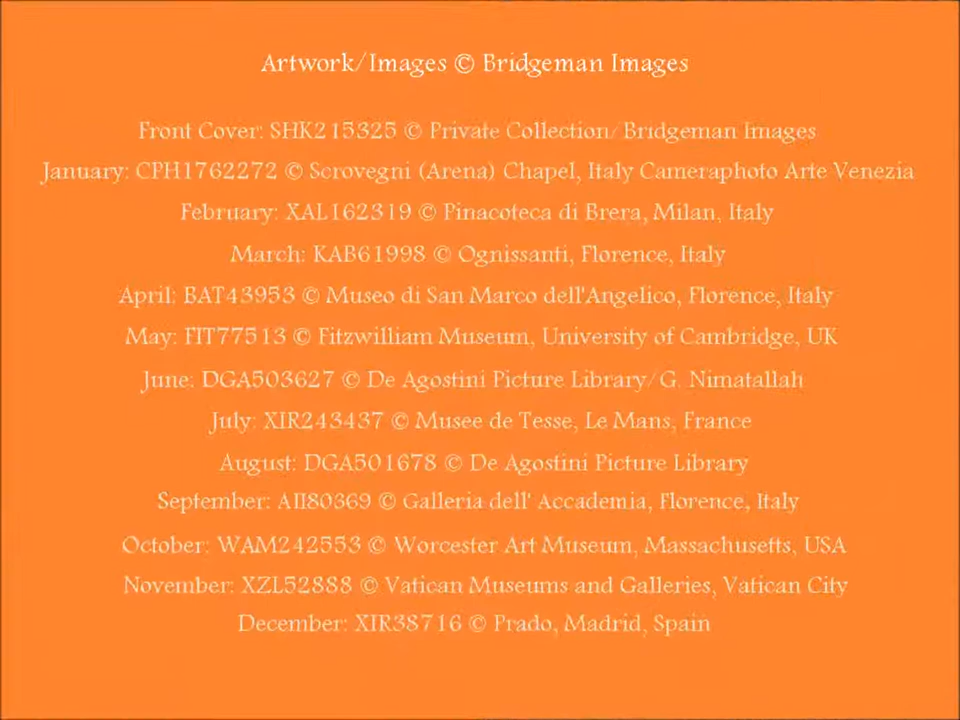 Artwork/Images © Bridgeman Images
Front Cover: SHK215325 © Private Collection/Bridgeman Images
January: CPH1762272 © Scrovegni (Arena) Chapel, Italy Cameraphoto Arte Venezia
February: XAL162319 © Pinacoteca di Brera, Milan, Italy
March: KAB61998 © Ognissanti, Florence, Italy
April: BAT43953 © Museo di San Marco dell'Angelico, Florence, Italy
May: FIT77513 © Fitzwilliam Museum, University of Cambridge, UK
June: DGA503627 © De Agostini Picture Library/G. Nimatallah
July: XIR243437 © Musee de Tesse, Le Mans, France
August: DGA501678 © De Agostini Picture Library
September: AII80369 © Galleria dell' Accademia, Florence, Italy
October: WAM242553 © Worcester Art Museum, Massachusetts, USA
November: XZL52888 © Vatican Museums and Galleries, Vatican City
December: XIR38716 © Prado, Madrid, Spain